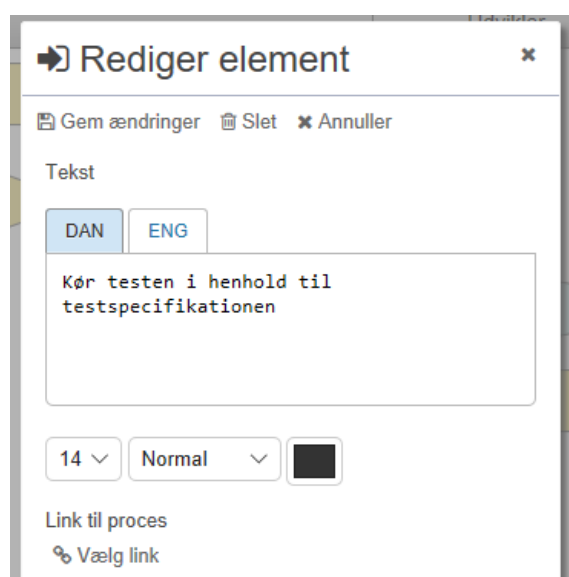 Udvikler
Rediger element
Gem ændringer Slet Annuller
Tekst
DAN ENG
Kør testen i henhold til
testspecifikationen
14 Normal
Link til proces
Vælg link